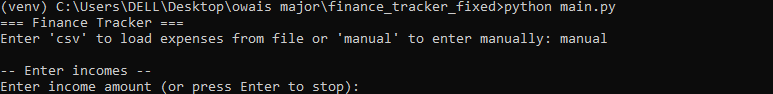 (venv) C:\Users\DELL\Desktop\owais major\finance_tracker_fixed>python main.py
=== Finance Tracker ===
Enter 'csv' to load expenses from file or 'manual' to enter manually: manual
-- Enter incomes --
Enter income amount (or press Enter to stop):